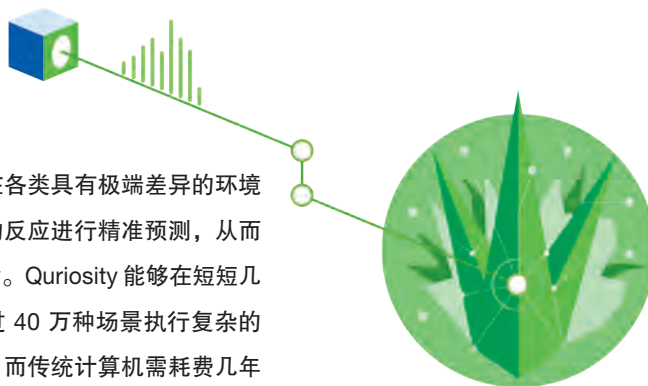 各类具有极端差异的环境
反应进行精准预测，从而
。Quriosity 能够在短短几
40 万种场景执行复杂的
而传统计算机需耗费几年